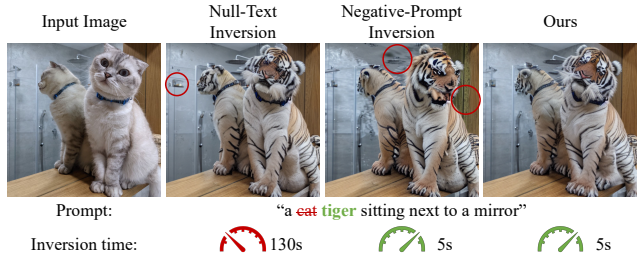 Input Image
Null-Text
Inversion
Negative-Prompt
Inversion
Ours
Prompt:
"a cat tiger sitting next to a mirror"
Inversion time:
130s
5s
5s